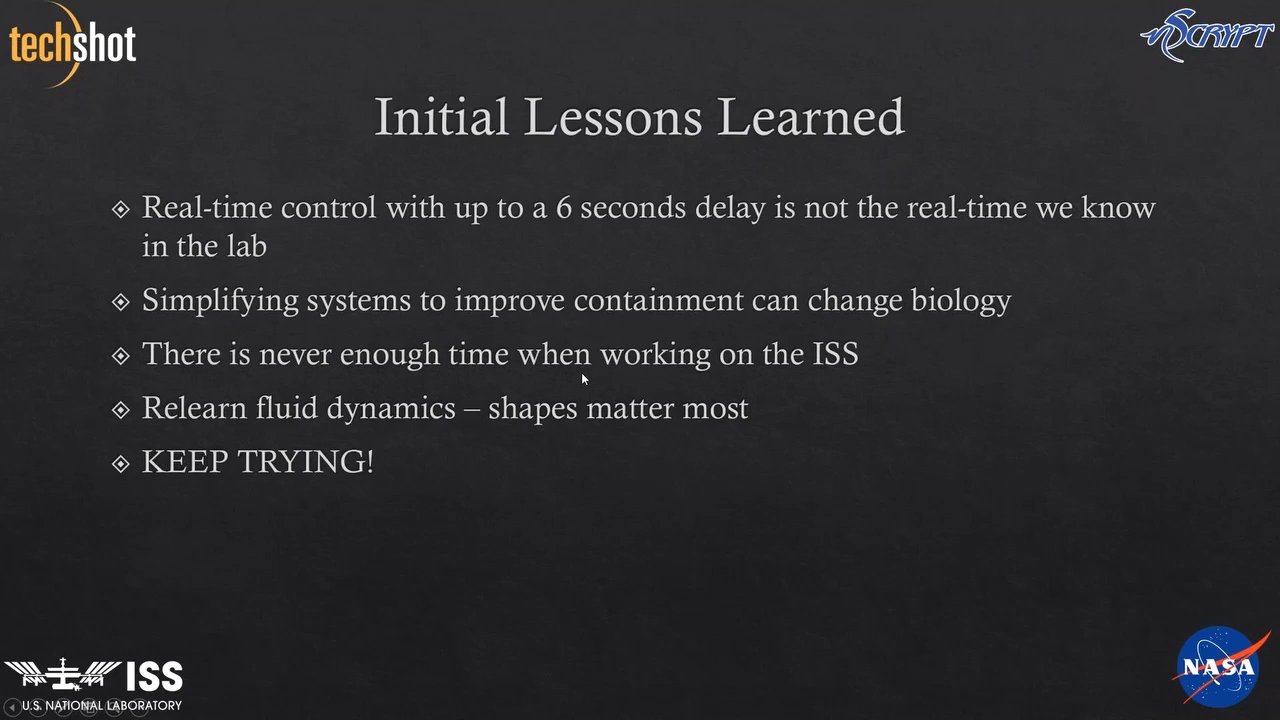 techshot
nScrypt
Initial Lessons Learned
Real-time control with up to a 6 seconds delay is not the real-time we know
in the lab
Simplifying systems to improve containment can change biology
There is never enough time when working on the ISS
Relearn fluid dynamics – shapes matter most
KEEP TRYING!
ISS
U.S. NATIONAL LABORATORY
NASA